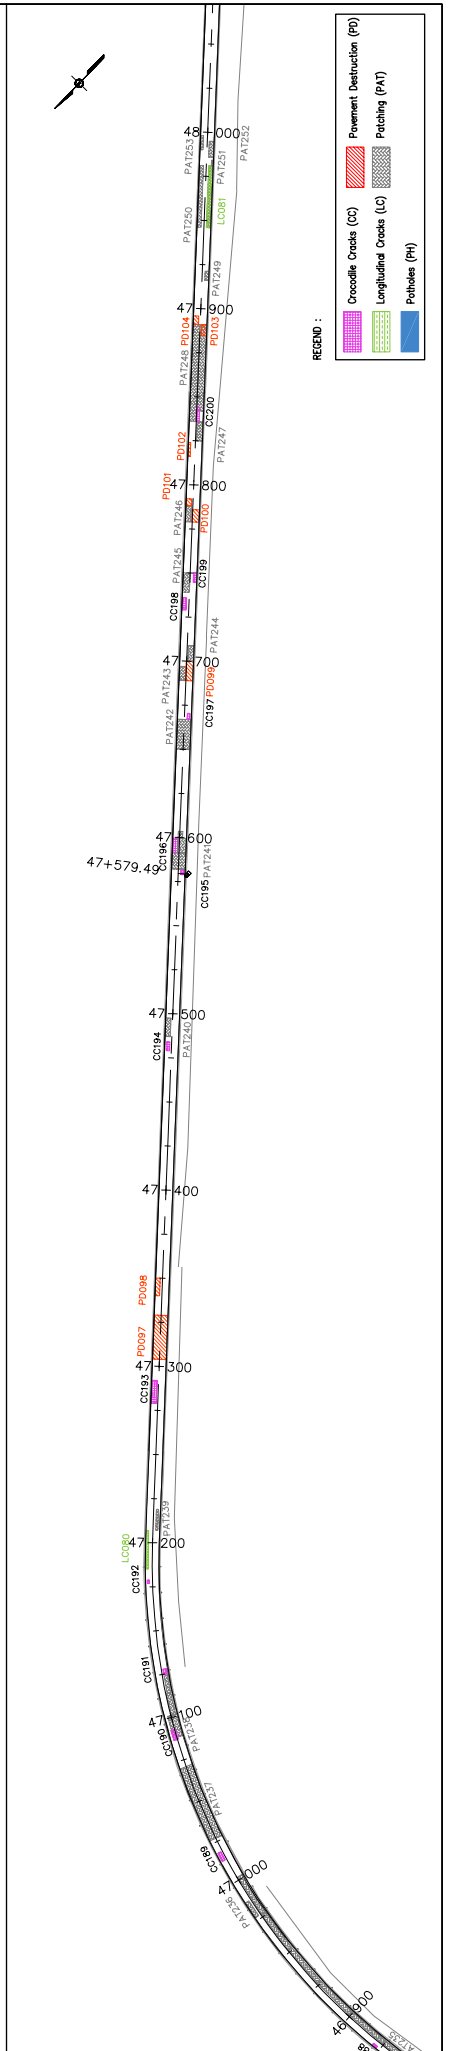 48+000
PAT252
PAT253
PAT251
PAT250
LC081
PAT249
47+900
PD104
PD103
PAT248
CC200
PD102
PAT247
PD101
47+800
PAT246
PD100
PAT245
CC199
CC198
PAT244
47+700
PAT243
PD099
CC197
PAT242
47+600
CC196
PAT241
47+579.49
CC195
47+500
CC194
PAT240
47+400
PD098
PD097
47+300
CC193
PAT239
LC080
47+200
CC192
CC191
47+100
CC190
PAT238
PAT237
CC189
47+000
PAT236
46+900
AT235
REGEND :
Crocodile Cracks (CC)
Pavement Destruction (PD)
Longitudinal Cracks (LC)
Patching (PAT)
Potholes (PH)